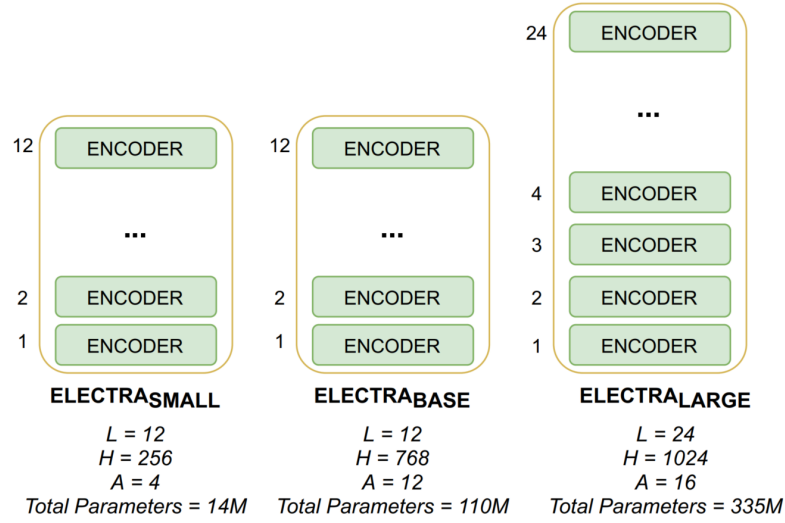 12 ENCODER
...
2 ENCODER
1 ENCODER
ELECTRASMALL
L = 12
H = 256
A = 4
Total Parameters = 14M
12 ENCODER
...
2 ENCODER
1 ENCODER
ELECTRABASE
L = 12
H = 768
A = 12
Total Parameters = 110M
24 ENCODER
...
4 ENCODER
3 ENCODER
2 ENCODER
1 ENCODER
ELECTRALARGE
L = 24
H = 1024
A = 16
Total Parameters = 335M